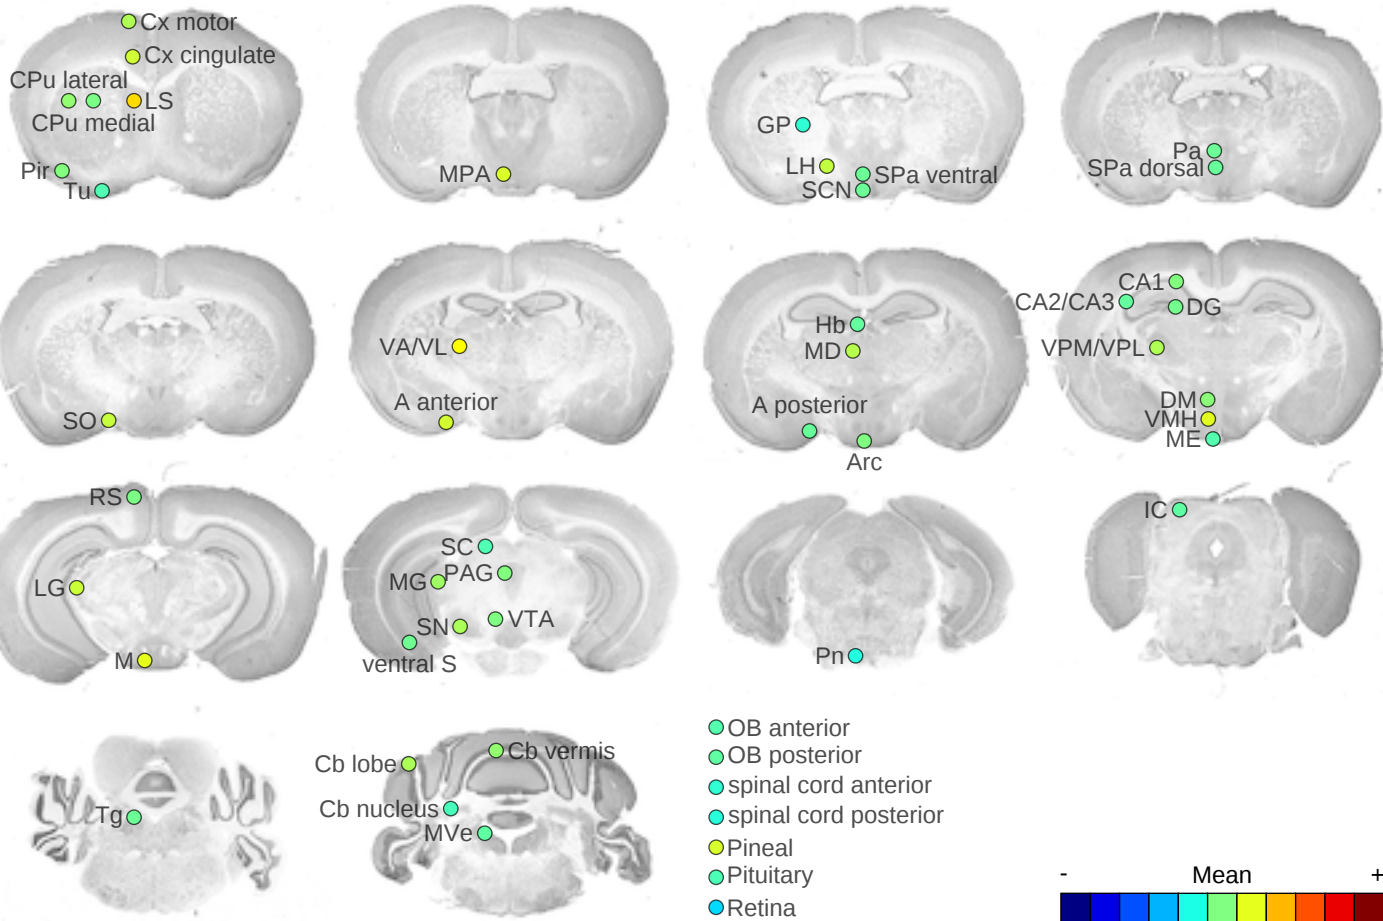 Cx motor
Cx cingulate
CPu lateral
LS
CPu medial
Pir
Tu
MPA
GP
LH
SPa ventral
SCN
Pa
SPa dorsal
SO
VA/VL
A anterior
Hb
MD
A posterior
Arc
CA1
CA2/CA3
DG
VPM/VPL
DM
VMH
ME
RS
LG
M
SC
PAG
MG
SN
VTA
ventral S
Pn
IC
Tg
Cb vermis
Cb lobe
Cb nucleus
MVe
OB anterior
OB posterior
spinal cord anterior
spinal cord posterior
Pineal
Pituitary
Retina
- Mean +